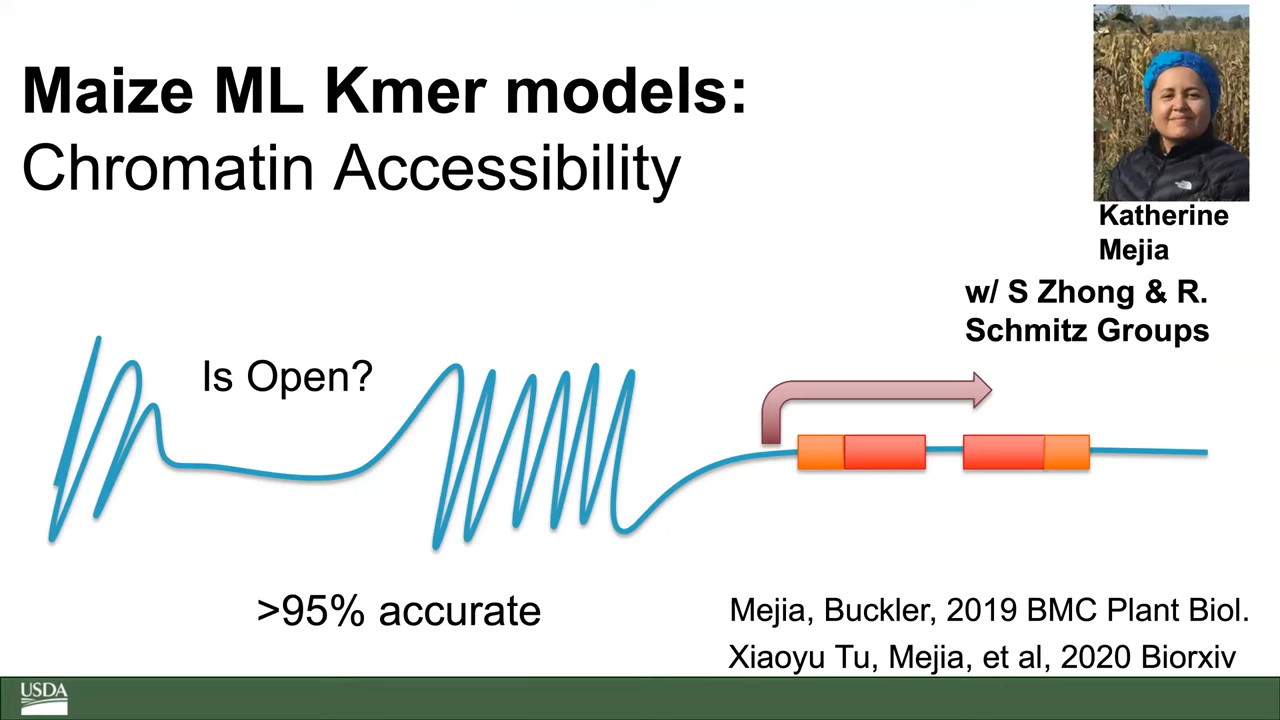 Maize ML Kmer models:
Chromatin Accessibility
Katherine
Mejia
w/ S Zhong & R.
Schmitz Groups
Is Open?
>95% accurate
Mejia, Buckler, 2019 BMC Plant Biol.
Xiaoyu Tu, Mejia, et al, 2020 Biorxiv
USDA